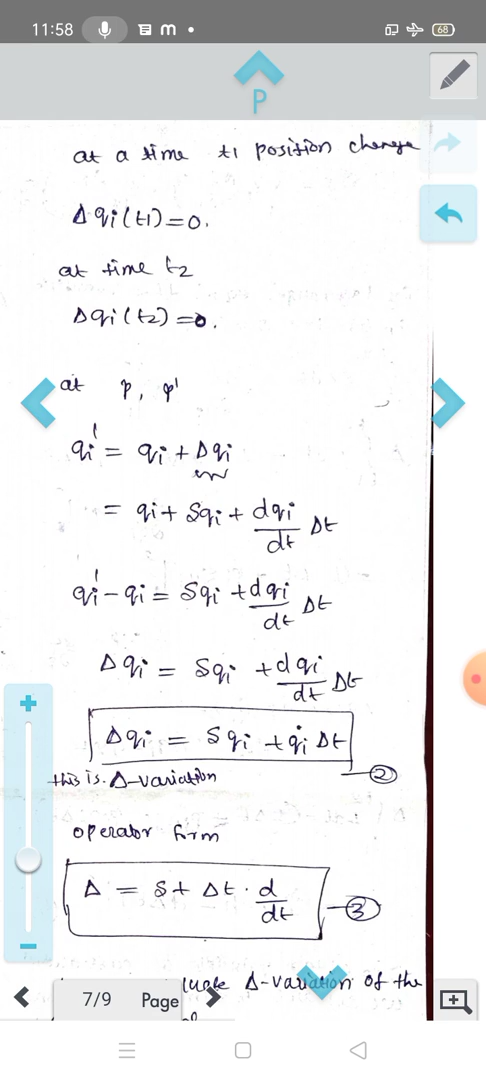 11:58
m
68
P
at a time t1 position change
Δqi(t1)=0.
at time t2
Δqi(t2)=0.
at p, p'
qi' = qi + Δqi
= qi + δqi + dqi/dt Δt
qi' - qi = δqi + dqi/dt Δt
Δqi = δqi + dqi/dt Δt
Δqi = δqi + q̇i Δt —②
this is Δ-variation
operator form
Δ = δ + Δt · d/dt —③
Δ-variation of the
7/9 Page